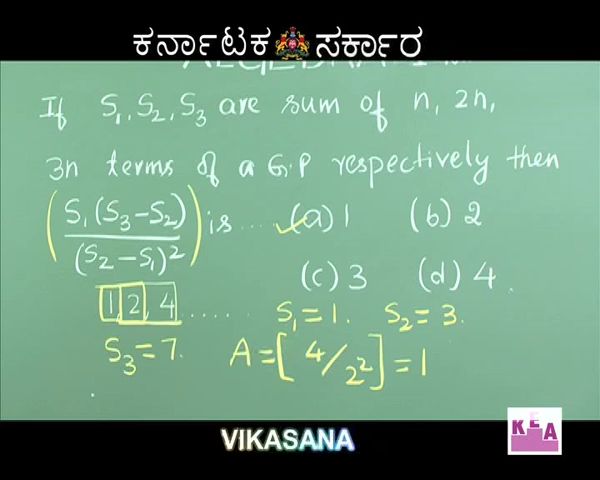 ಕರ್ನಾಟಕ ಸರ್ಕಾರ
If S₁, S₂, S₃ are sum of n, 2n,
3n terms of a G.P respectively then
(S₁(S₃-S₂)/(S₂-S₁)²) is .... ✓(a) 1 (b) 2
(c) 3 (d) 4.
1, 2, 4 ..... S₁=1. S₂=3.
S₃=7. A=[4/2²]=1
KEA
VIKASANA